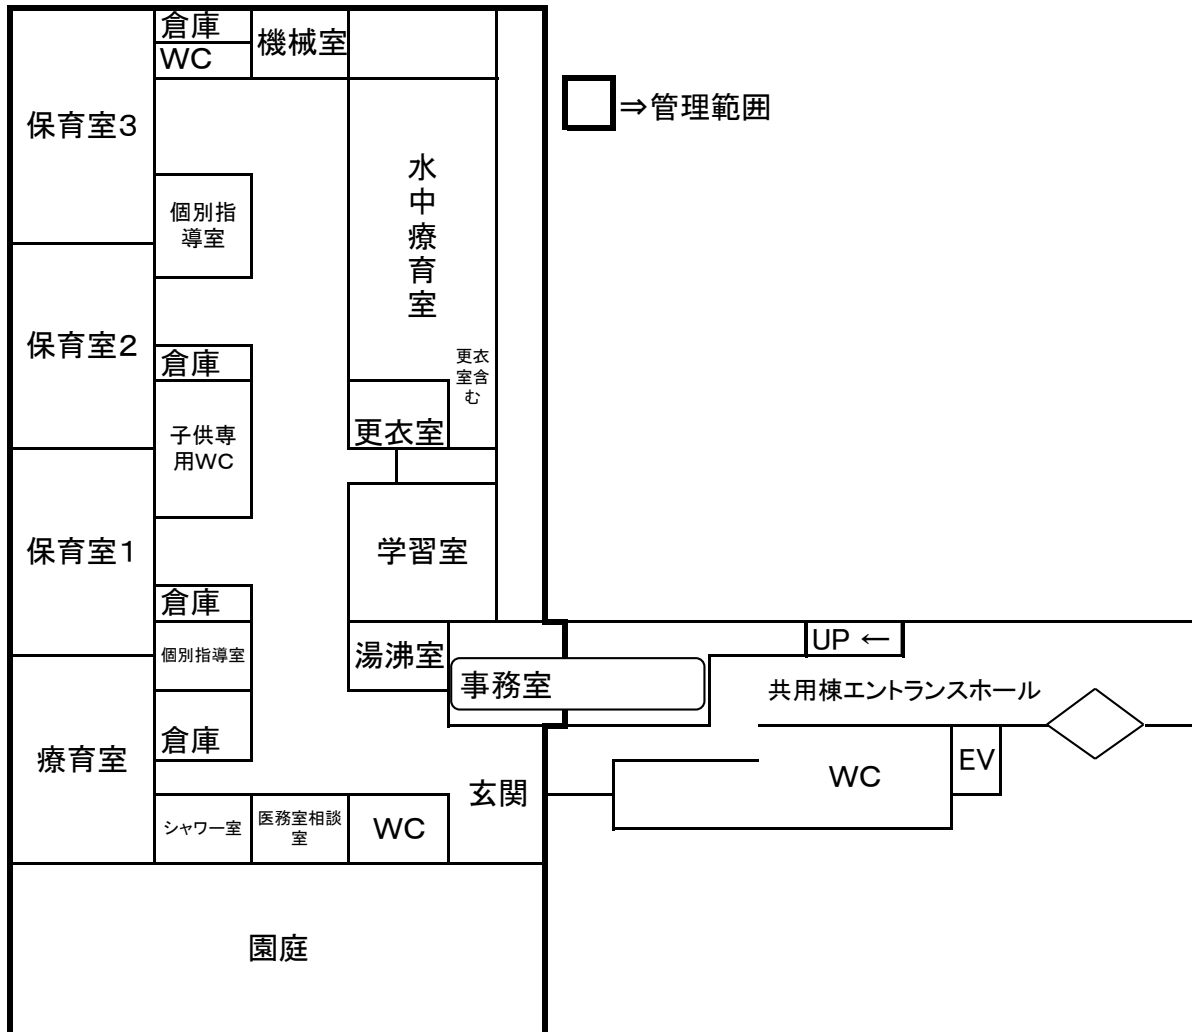 倉庫
WC
機械室
⇒管理範囲
保育室3
水
中
療
育
室
個別指
導室
保育室2
倉庫
更衣
室含
む
子供専
用WC
更衣室
保育室1
学習室
倉庫
個別指導室
湯沸室
事務室
UP ←
共用棟エントランスホール
療育室
倉庫
玄関
WC
EV
シャワー室
医務室相談
室
WC
園庭